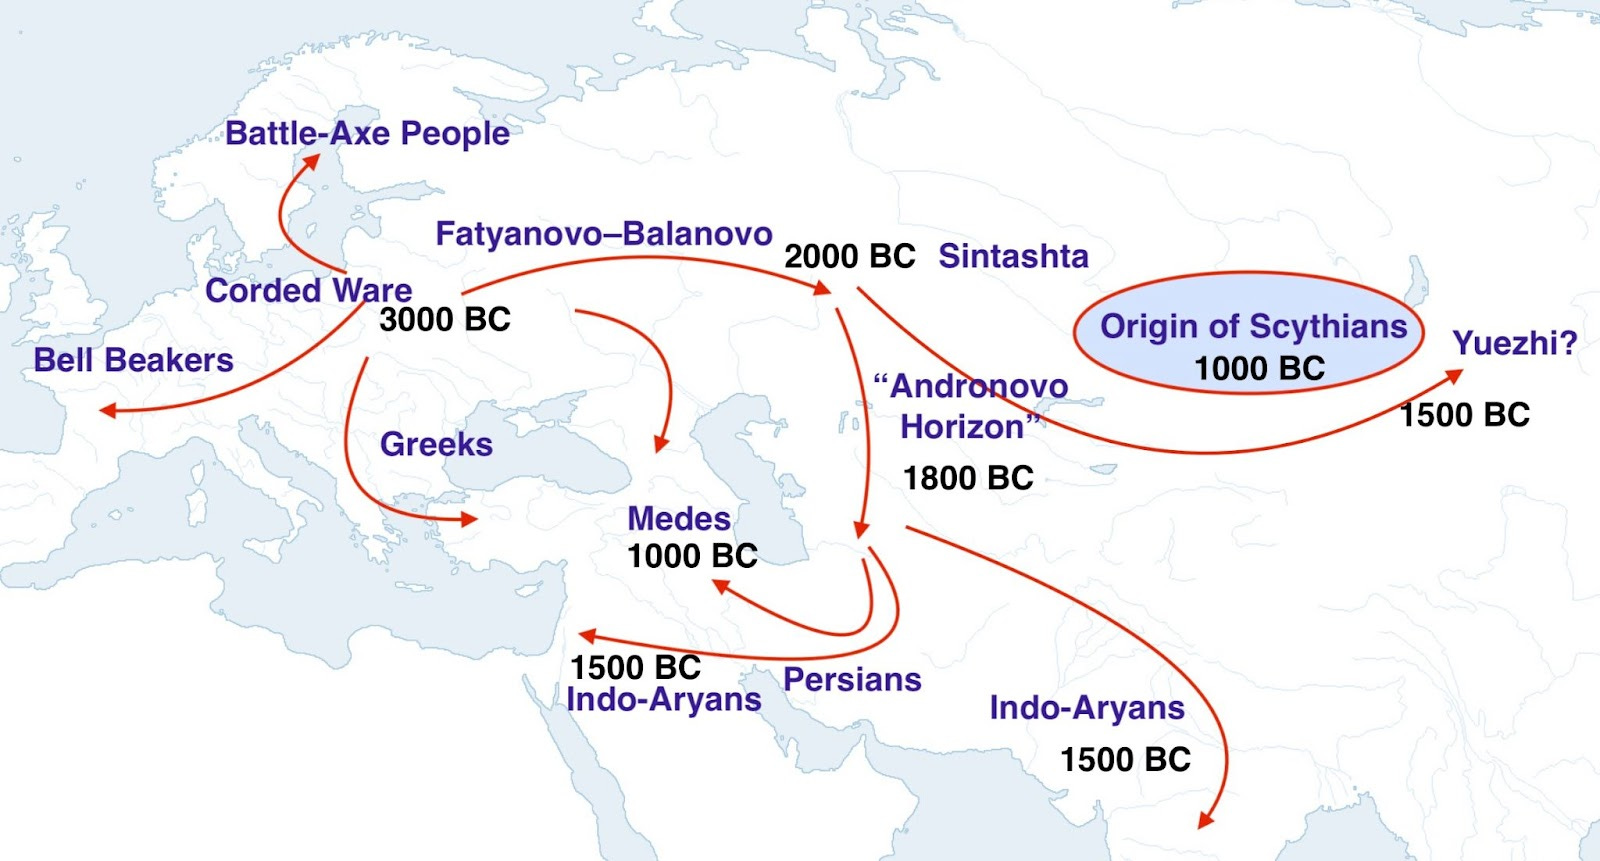 Battle-Axe People
Fatyanovo–Balanovo
2000 BC
Sintashta
Corded Ware
3000 BC
Origin of Scythians
1000 BC
Yuezhi?
Bell Beakers
“Andronovo
Horizon”
1800 BC
1500 BC
Greeks
Medes
1000 BC
1500 BC
Indo-Aryans
Persians
Indo-Aryans
1500 BC